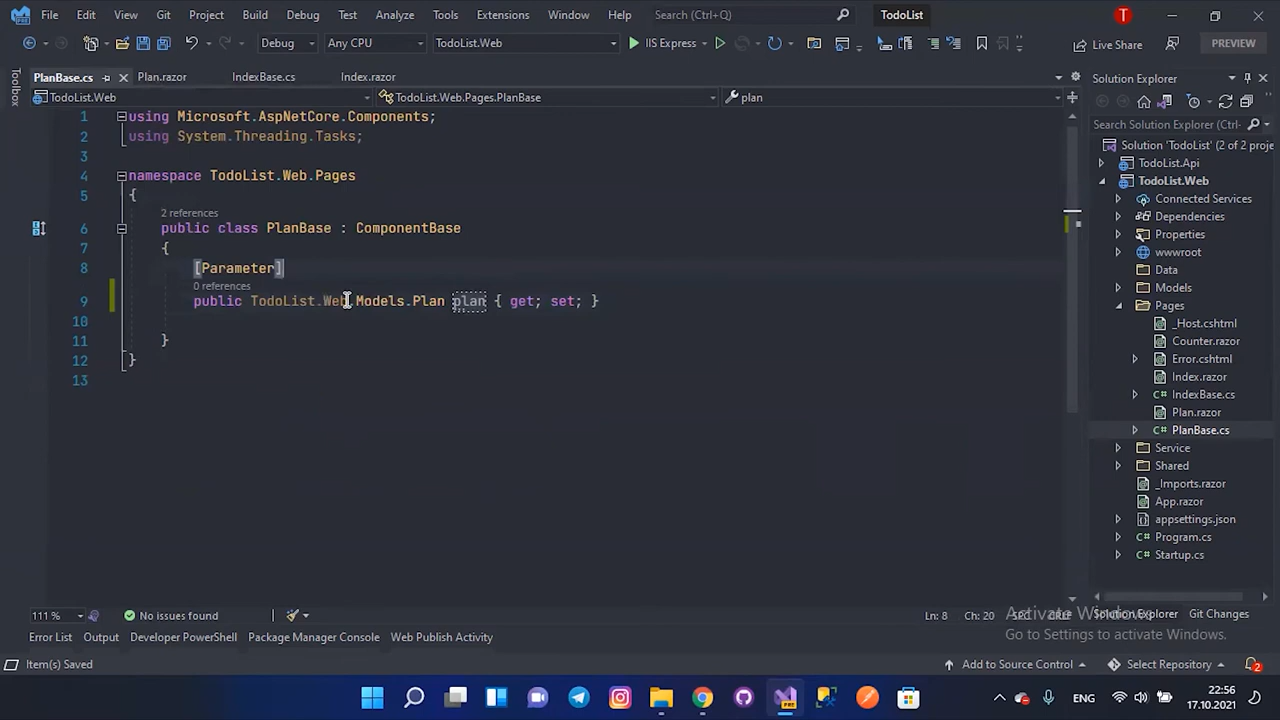 File Edit View Git Project Build Debug Test Analyze Tools Extensions Window Help Search (Ctrl+Q) TodoList T
Debug Any CPU TodoList.Web IIS Express Live Share PREVIEW
Toolbox
PlanBase.cs Plan.razor IndexBase.cs Index.razor
TodoList.Web TodoList.Web.Pages.PlanBase plan
1 using Microsoft.AspNetCore.Components;
2 using System.Threading.Tasks;
3
4 namespace TodoList.Web.Pages
5 {
2 references
6 public class PlanBase : ComponentBase
7 {
8 [Parameter]
0 references
9 public TodoList.Web.Models.Plan plan { get; set; }
10
11 }
12 }
13
Solution Explorer
Search Solution Explorer (Ctrl+
Solution 'TodoList' (2 of 2 proje
TodoList.Api
TodoList.Web
Connected Services
Dependencies
Properties
wwwroot
Data
Models
Pages
_Host.cshtml
Counter.razor
Error.cshtml
Index.razor
C# IndexBase.cs
Plan.razor
C# PlanBase.cs
Service
Shared
_Imports.razor
App.razor
appsettings.json
C# Program.cs
C# Startup.cs
111 % No issues found Ln: 8 Ch: 20 SPC CRLF
Solution Explorer Git Changes
Activate Windows
Go to Settings to activate Windows.
Error List Output Developer PowerShell Package Manager Console Web Publish Activity
Item(s) Saved Add to Source Control Select Repository 2
PRE ENG 22:56
17.10.2021